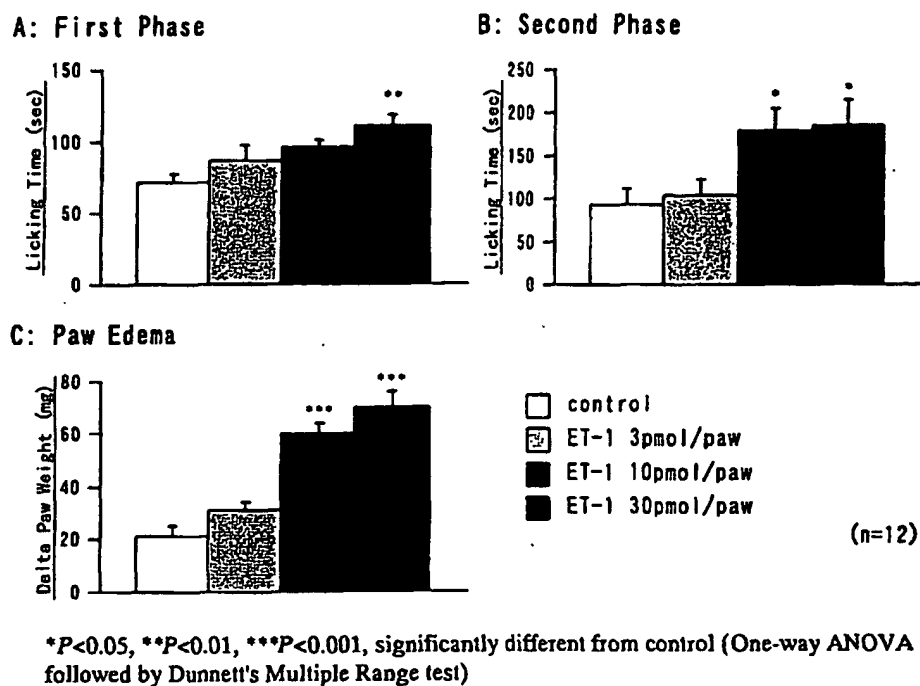 A: First Phase
Licking Time (sec)
150
100
50
0
**
B: Second Phase
Licking Time (sec)
250
200
150
100
50
0
*
*
C: Paw Edema
Delta Paw Weight (mg)
80
60
40
20
0
***
***
control
ET-1 3pmol/paw
ET-1 10pmol/paw
ET-1 30pmol/paw
(n=12)
*P<0.05, **P<0.01, ***P<0.001, significantly different from control (One-way ANOVA
followed by Dunnett's Multiple Range test)